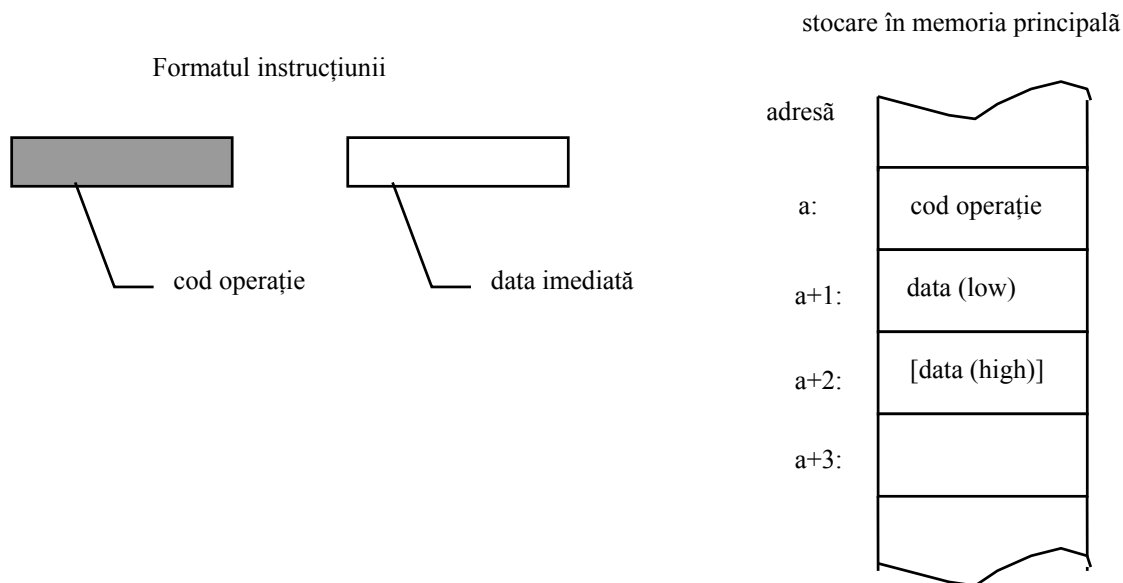 stocare în memoria principalã
Formatul instrucțiunii
adresã
a:
cod operație
cod operație
data imediată
a+1:
data (low)
a+2:
[data (high)]
a+3: